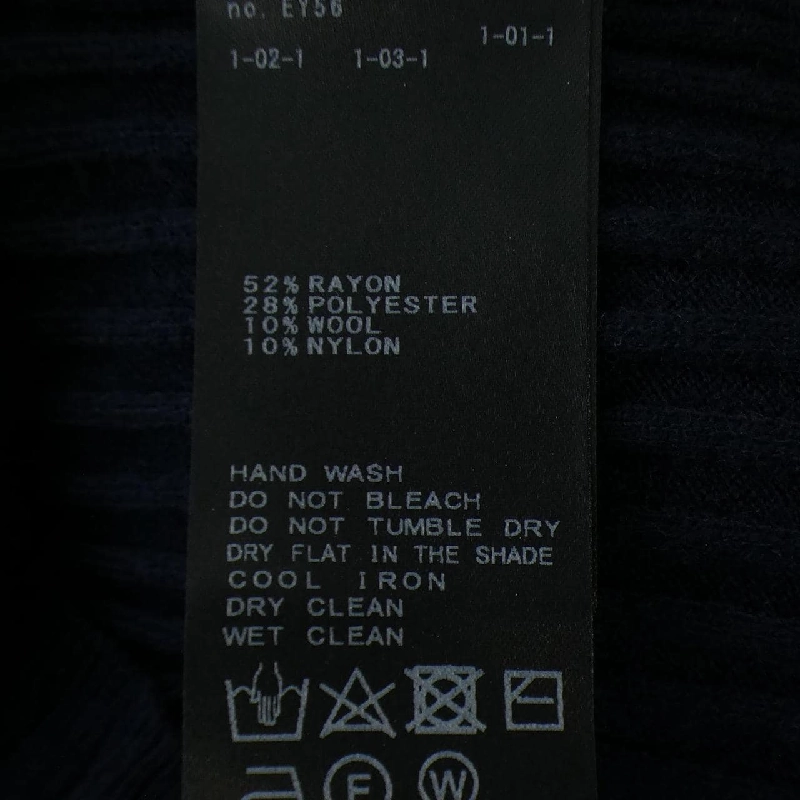 no. EY56
1-01-1
1-02-1 1-03-1
52% RAYON
28% POLYESTER
10% WOOL
10% NYLON
HAND WASH
DO NOT BLEACH
DO NOT TUMBLE DRY
DRY FLAT IN THE SHADE
COOL IRON
DRY CLEAN
WET CLEAN
F W